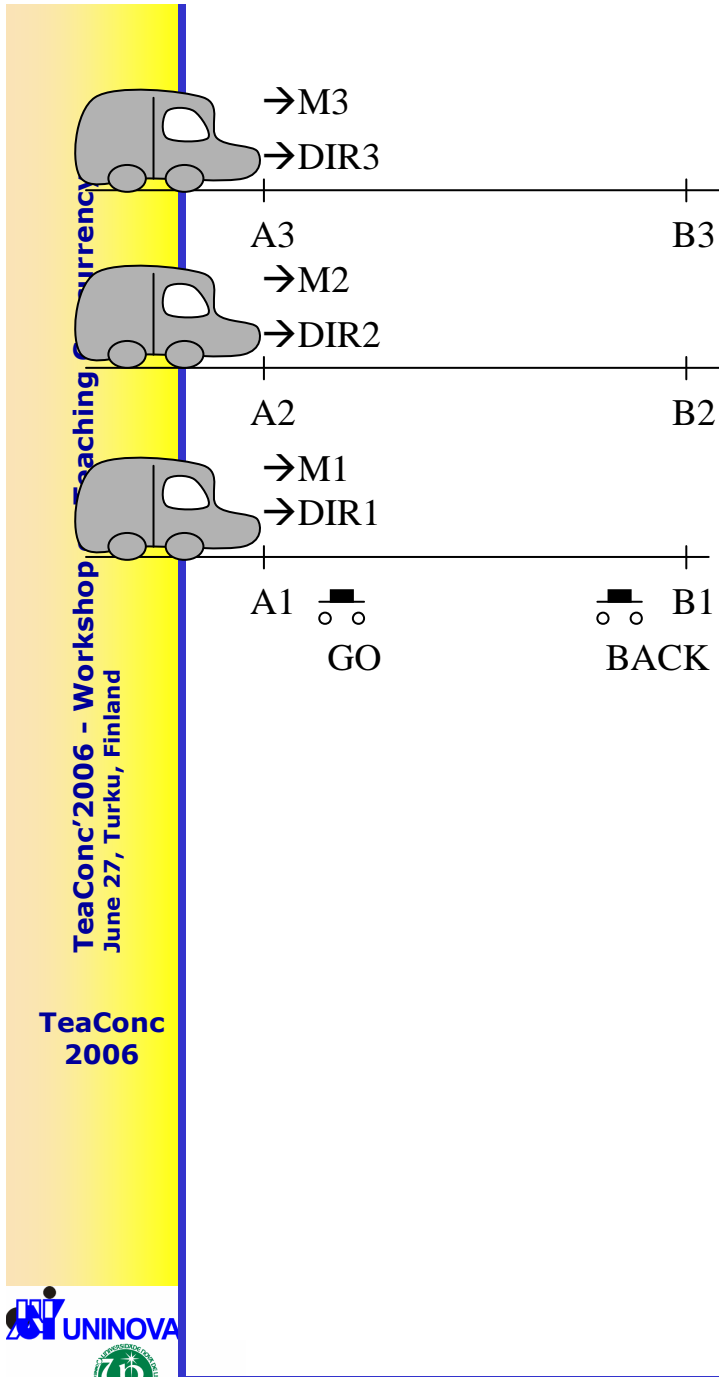 →M3
→DIR3
A3 B3
→M2
→DIR2
A2 B2
→M1
→DIR1
A1 B1
GO BACK
TeaConc'2006 - Workshop Teaching
June 27, Turku, Finland
TeaConc
2006
UNINOVA